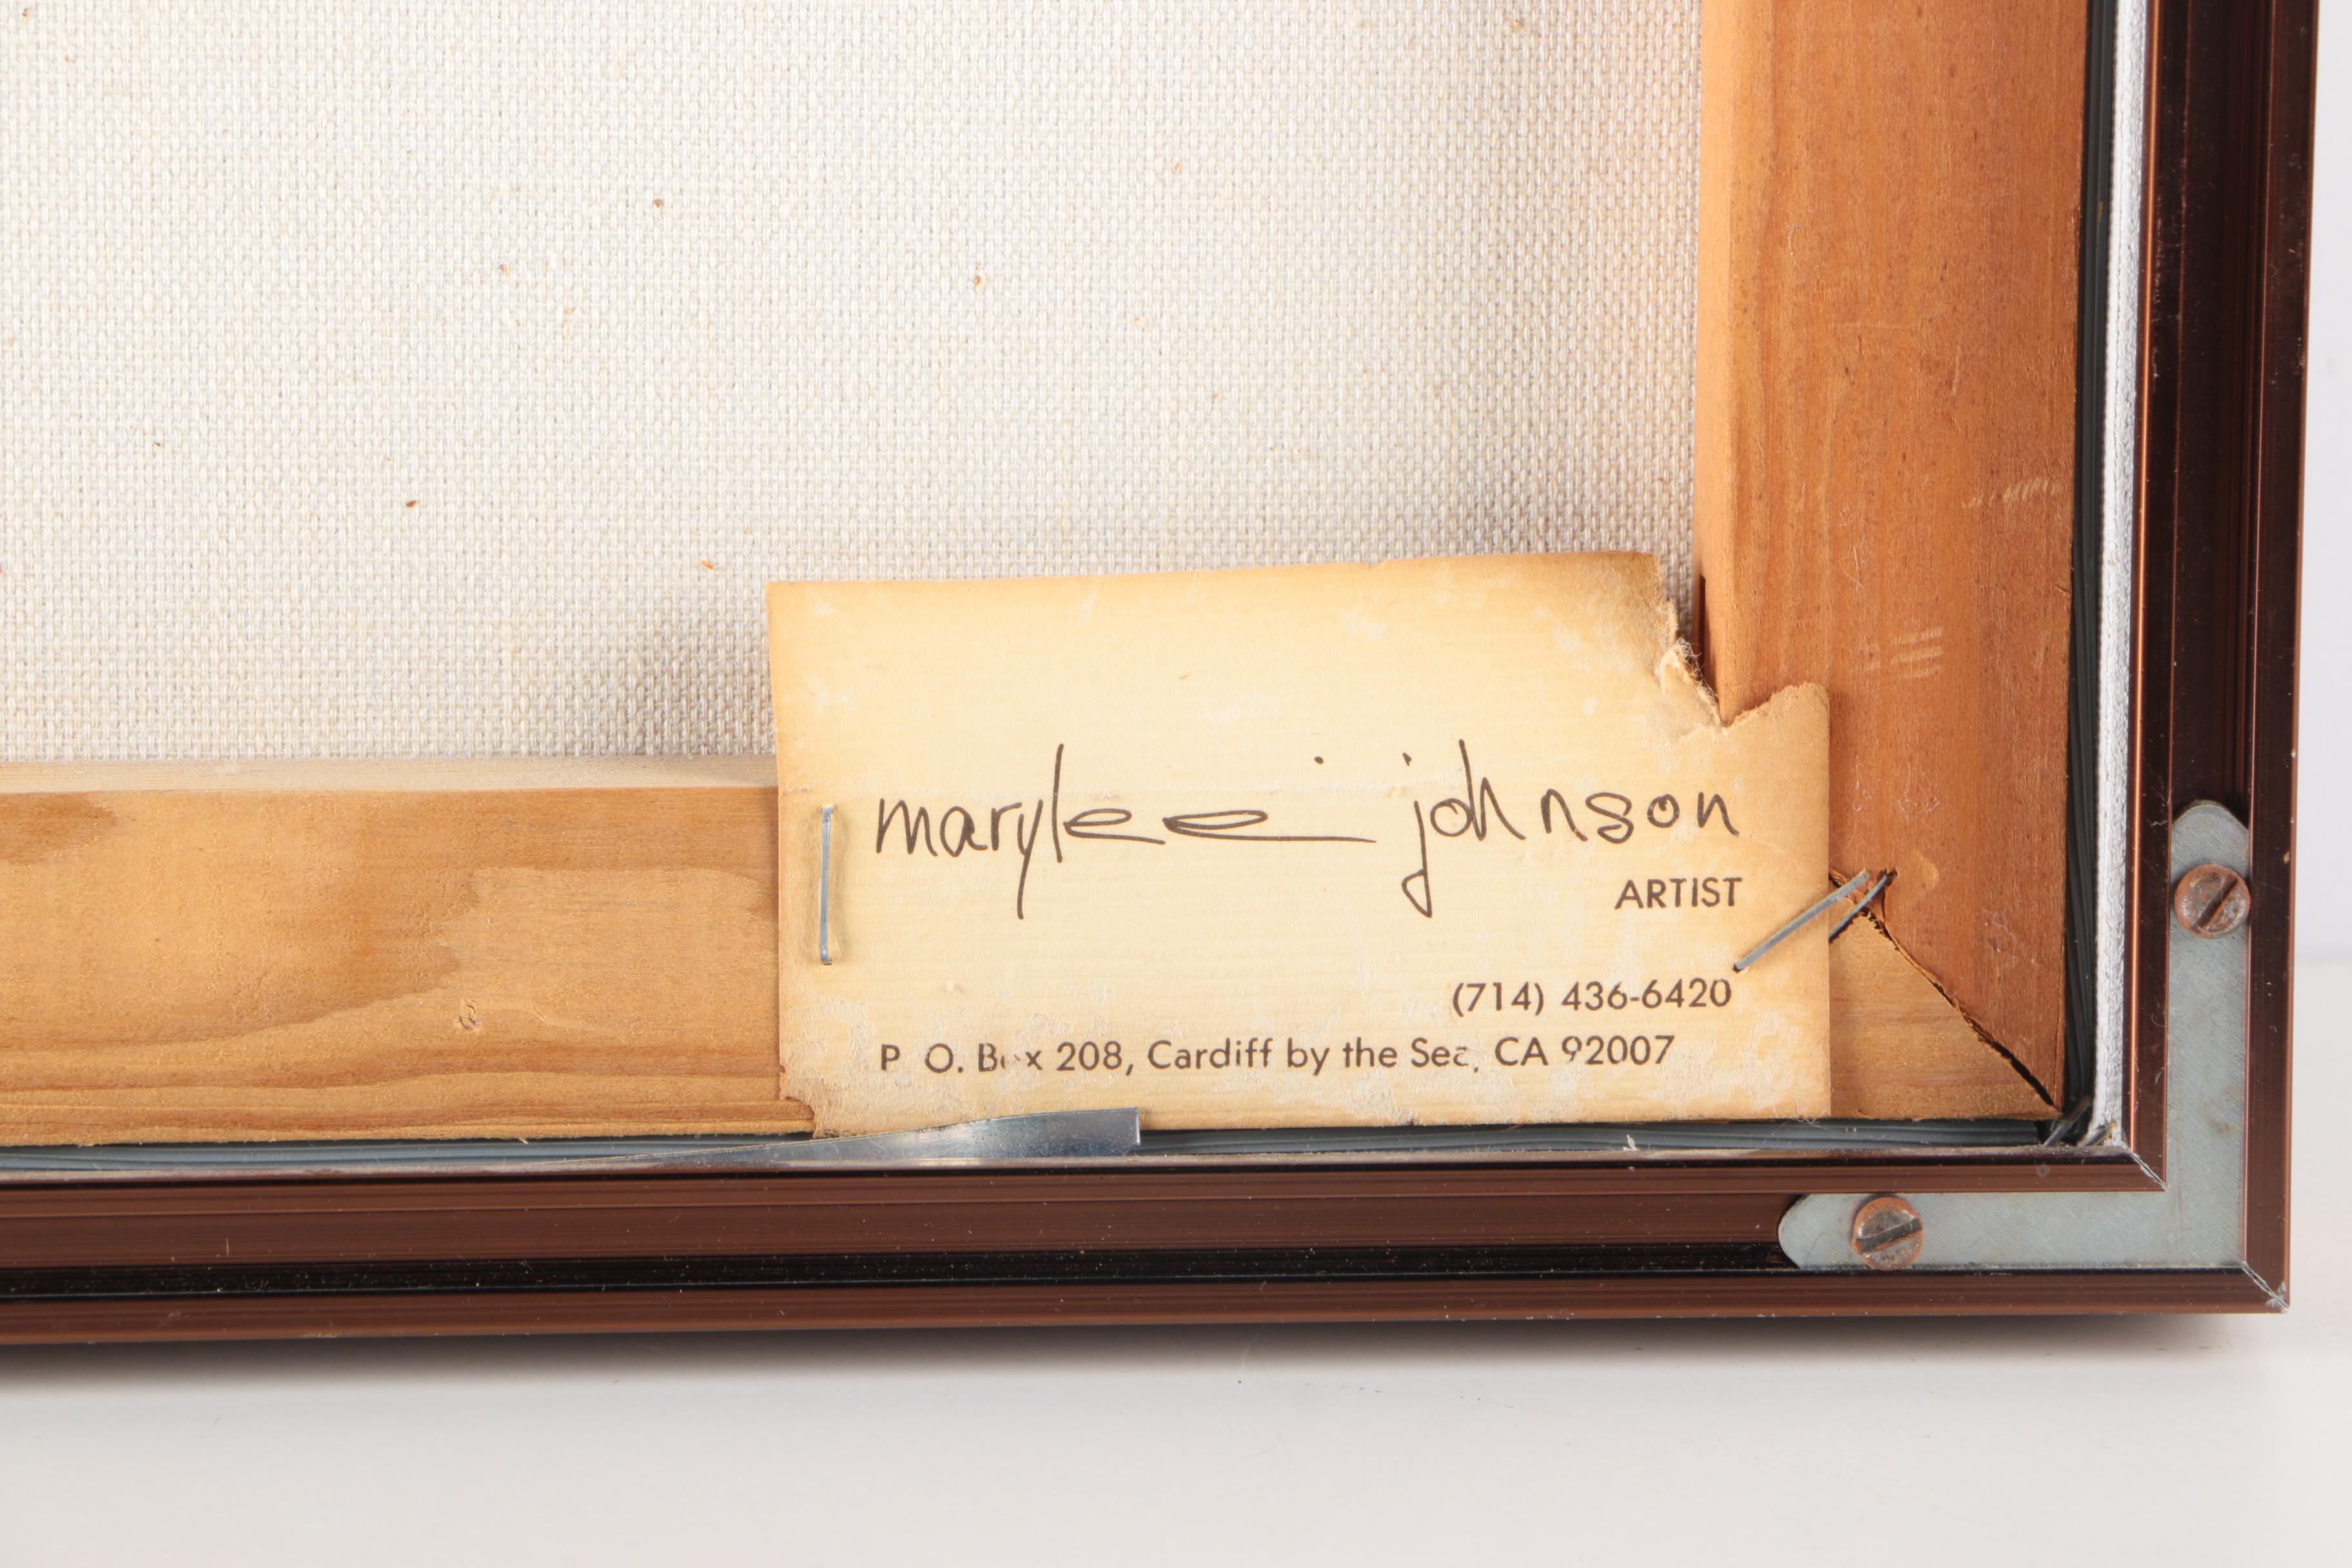 marylee johnson
ARTIST
(714) 436-6420
P O. Box 208, Cardiff by the Sea, CA 92007